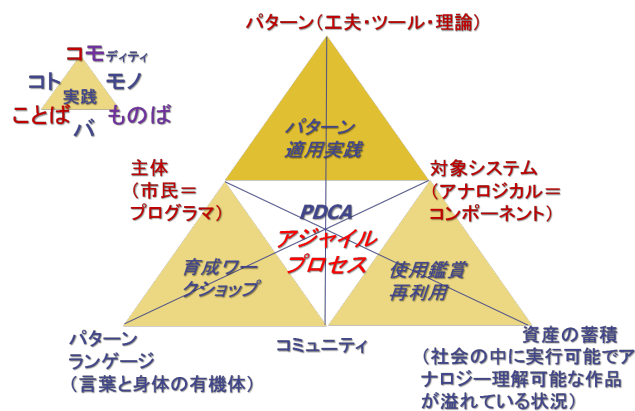 パターン（工夫・ツール・理論）
コモディティ
コト
モノ
実践
ことば
ものば
バ
パターン
適用実践
主体
（市民＝
プログラマ）
対象システム
（アナロジカル＝
コンポーネント）
PDCA
アジャイル
プロセス
育成ワー
クショップ
使用鑑賞
再利用
パターン
ランゲージ
（言葉と身体の有機体）
コミュニティ
資産の蓄積
（社会の中に実行可能でア
ナロジー理解可能な作品
が溢れている状況）